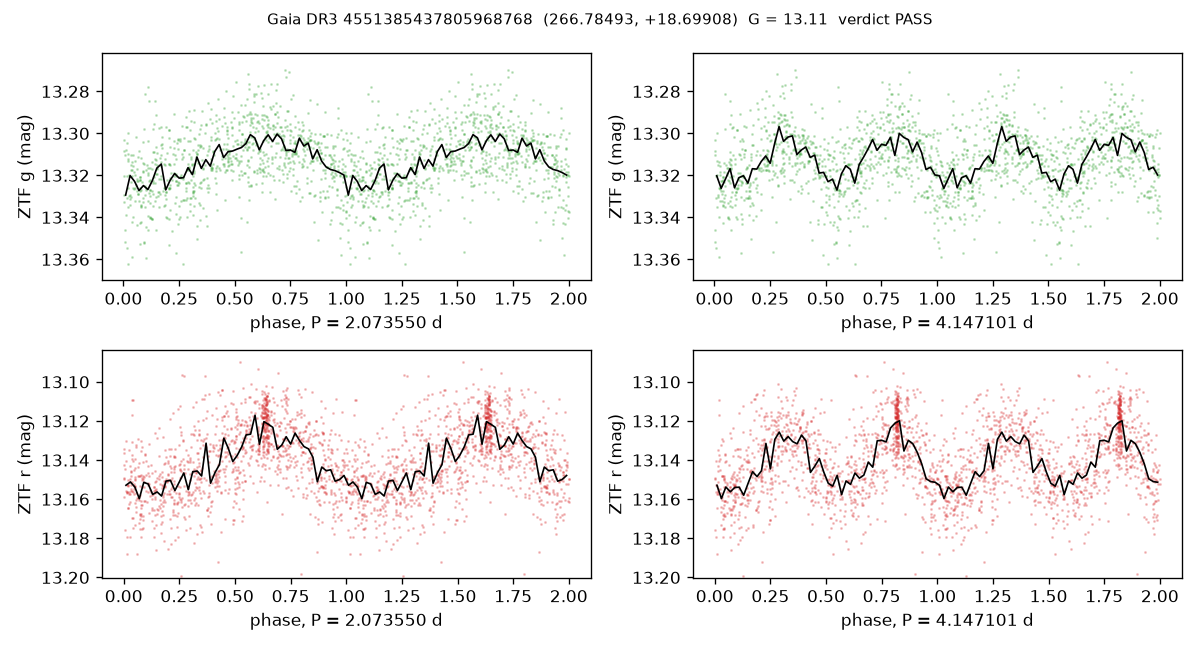 Gaia DR3 4551385437805968768  (266.78493, +18.69908)  G = 13.11  verdict PASS
ZTF g (mag)
13.28
13.30
13.32
13.34
13.36
0.00 0.25 0.50 0.75 1.00 1.25 1.50 1.75 2.00
phase, P = 2.073550 d
ZTF g (mag)
13.28
13.30
13.32
13.34
13.36
0.00 0.25 0.50 0.75 1.00 1.25 1.50 1.75 2.00
phase, P = 4.147101 d
ZTF r (mag)
13.10
13.12
13.14
13.16
13.18
13.20
0.00 0.25 0.50 0.75 1.00 1.25 1.50 1.75 2.00
phase, P = 2.073550 d
ZTF r (mag)
13.10
13.12
13.14
13.16
13.18
13.20
0.00 0.25 0.50 0.75 1.00 1.25 1.50 1.75 2.00
phase, P = 4.147101 d